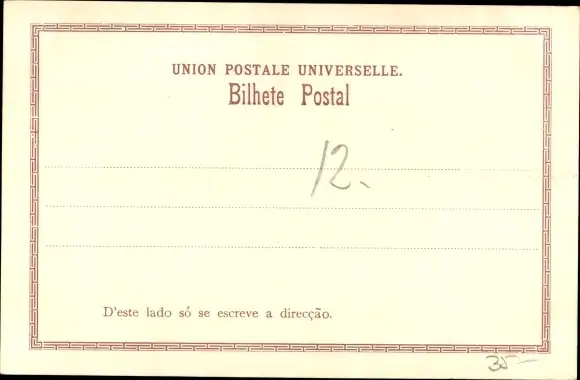 UNION POSTALE UNIVERSELLE.
Bilhete Postal
12.
D'este lado só se escreve a direcção.
35-